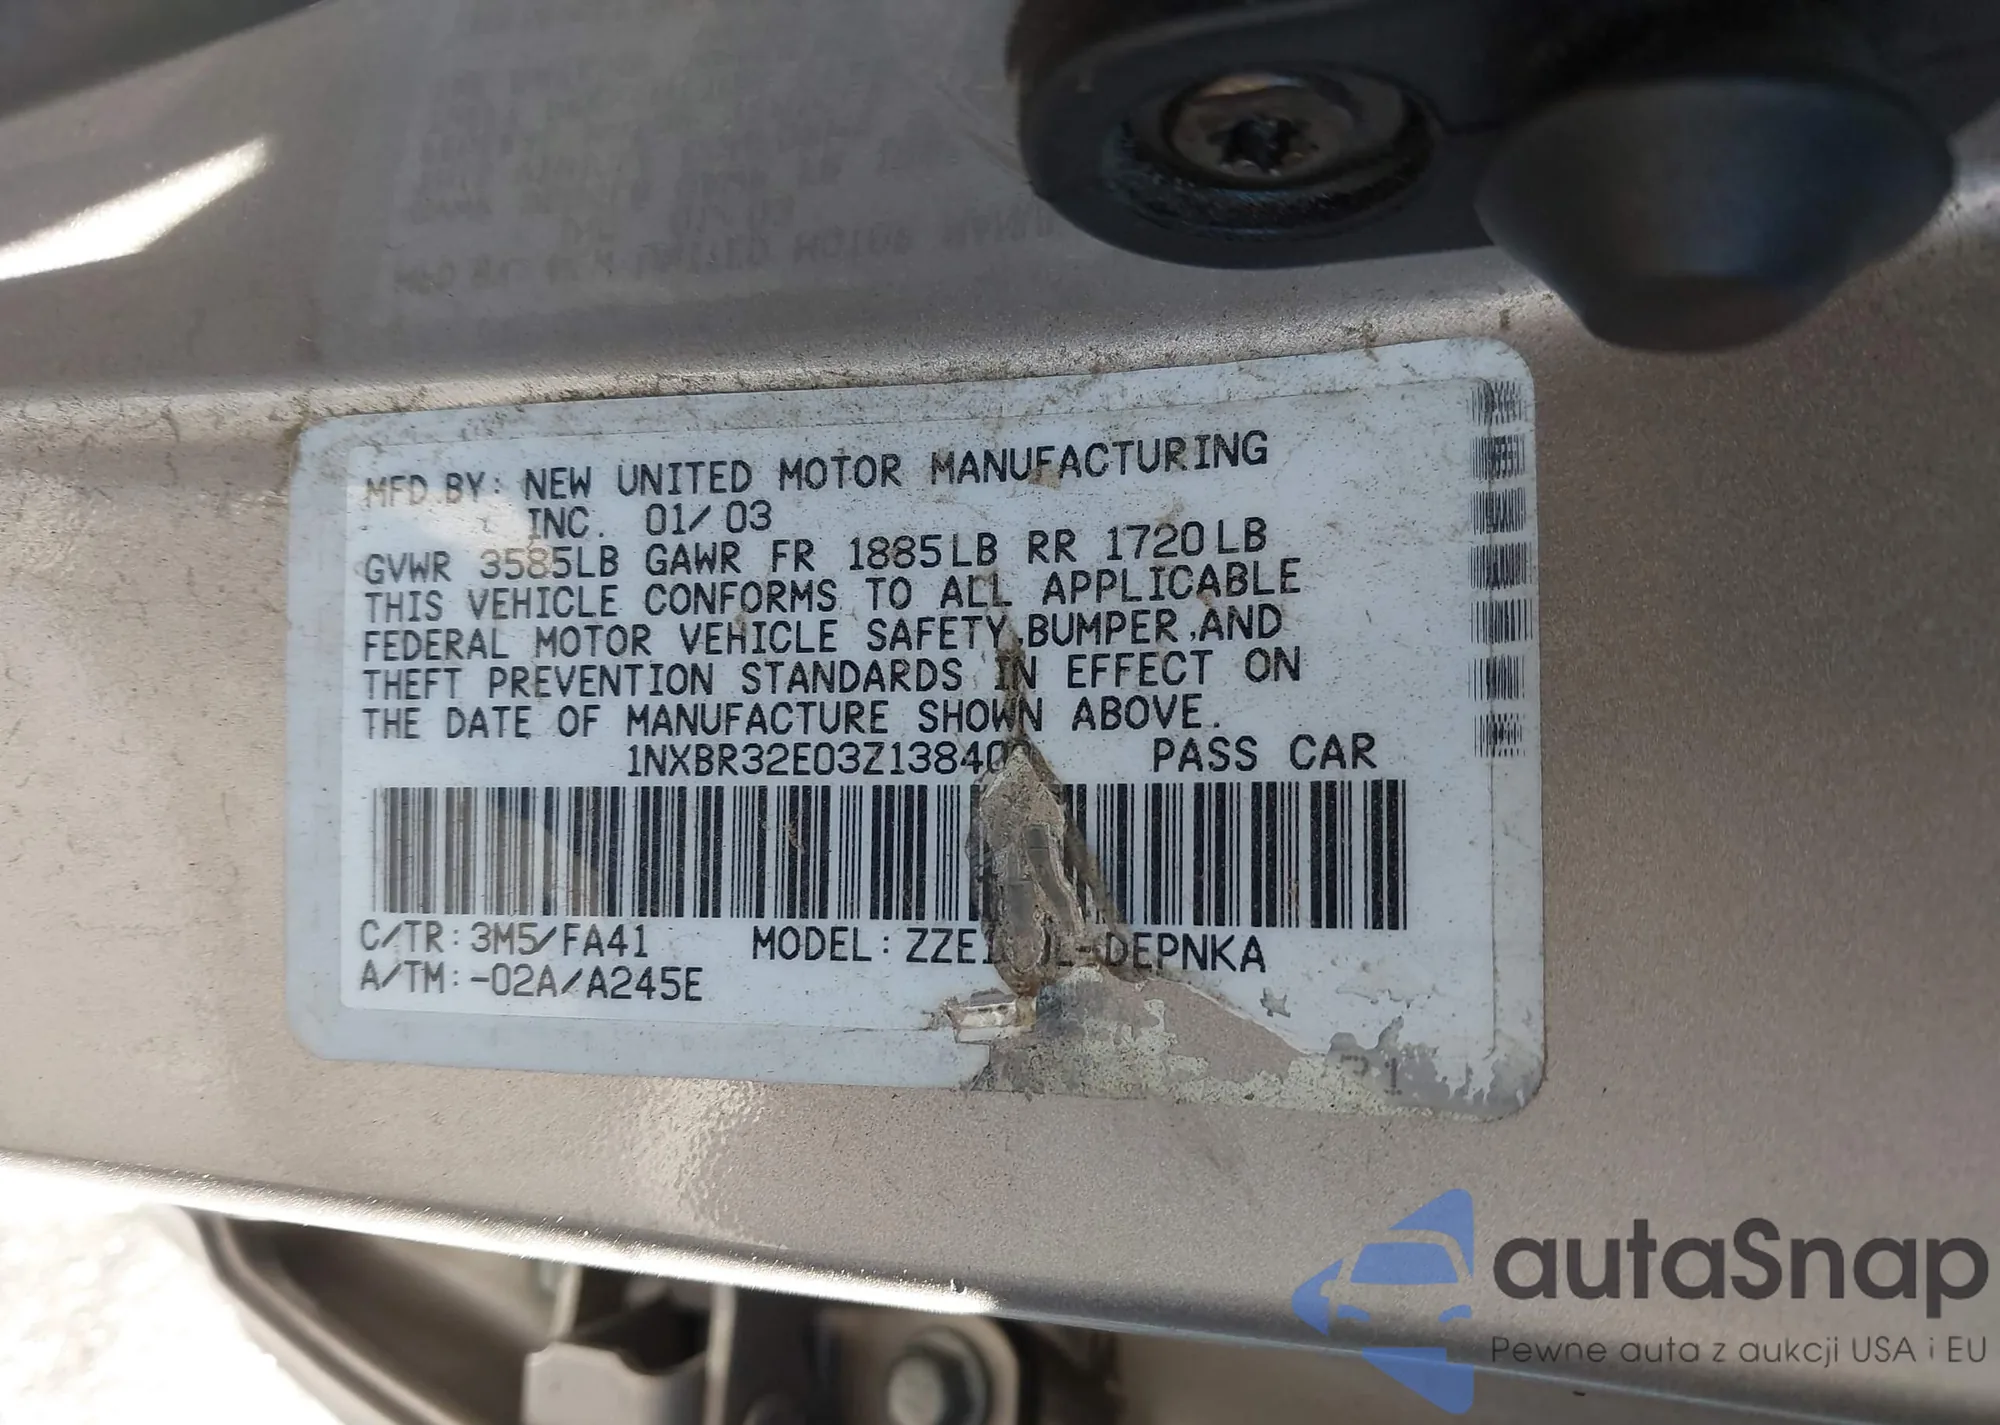 MFD.BY: NEW UNITED MOTOR MANUFACTURING
INC. 01/03
GVWR 3585LB GAWR FR 1885LB RR 1720LB
THIS VEHICLE CONFORMS TO ALL APPLICABLE
FEDERAL MOTOR VEHICLE SAFETY,BUMPER,AND
THEFT PREVENTION STANDARDS IN EFFECT ON
THE DATE OF MANUFACTURE SHOWN ABOVE.
PASS CAR
C/TR:3M5/FA41 MODEL:
A/TM:-02A/A245E
autaSnap
Pewne auta z aukcji USA i EU